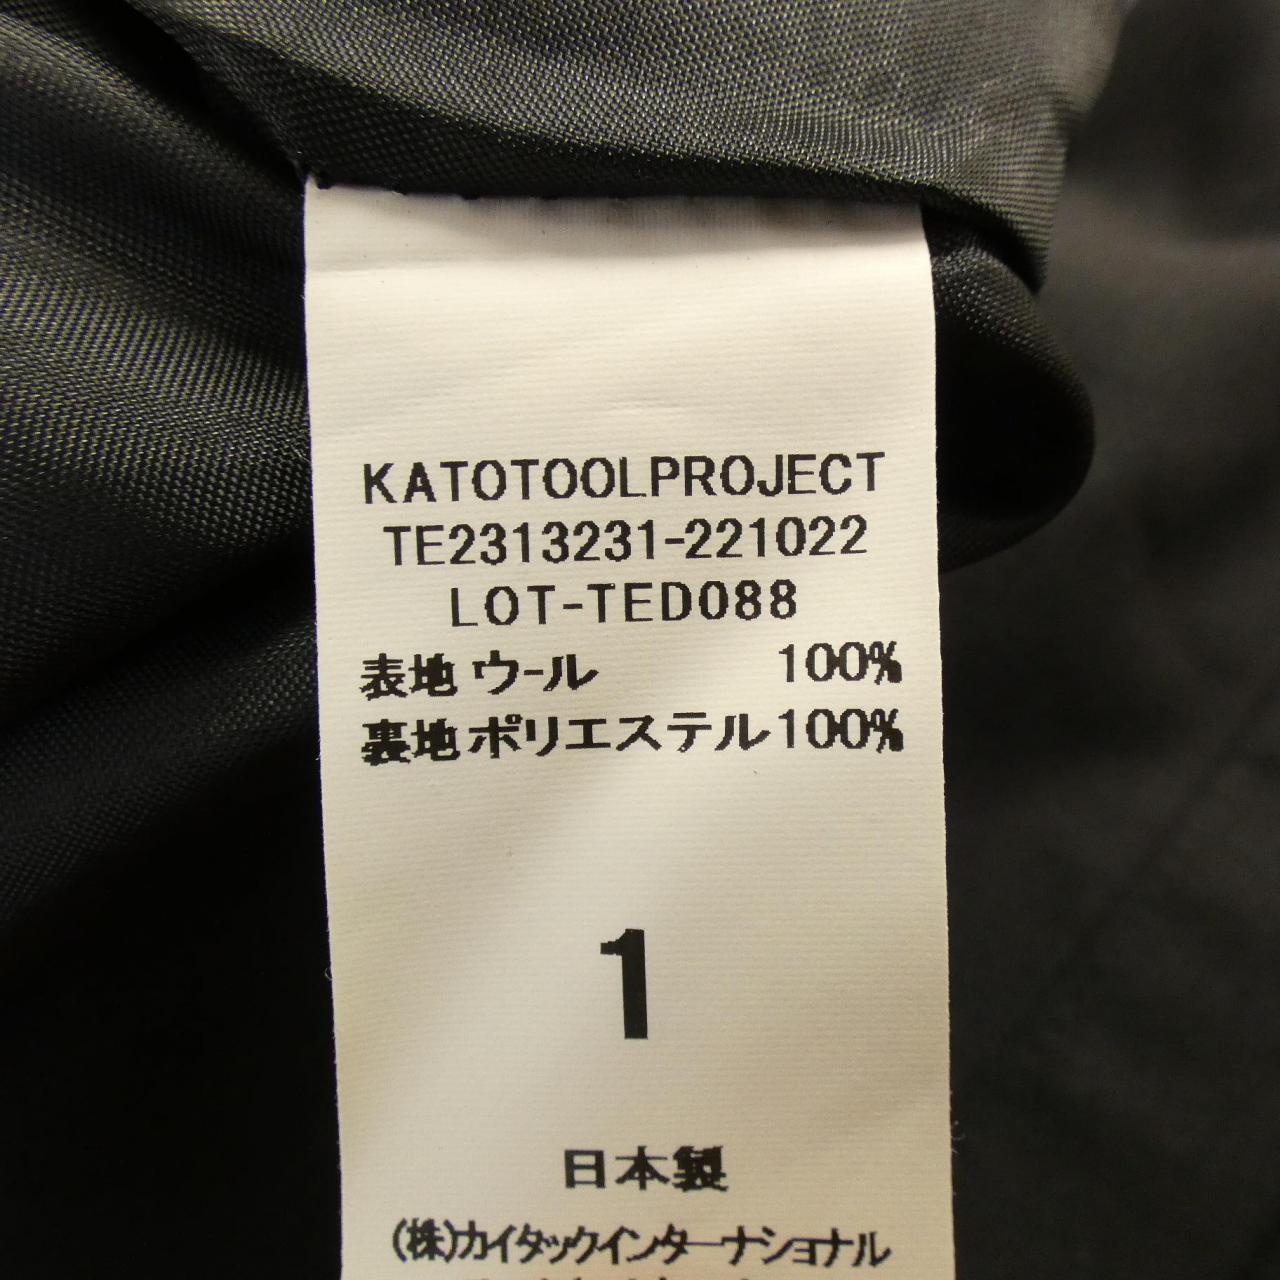 KATOTOOLPROJECT
TE2313231-221022
LOT-TED088
表地 ウール 100%
裏地ポリエステル100%
1
日本製
(株)カイタックインターナショナル